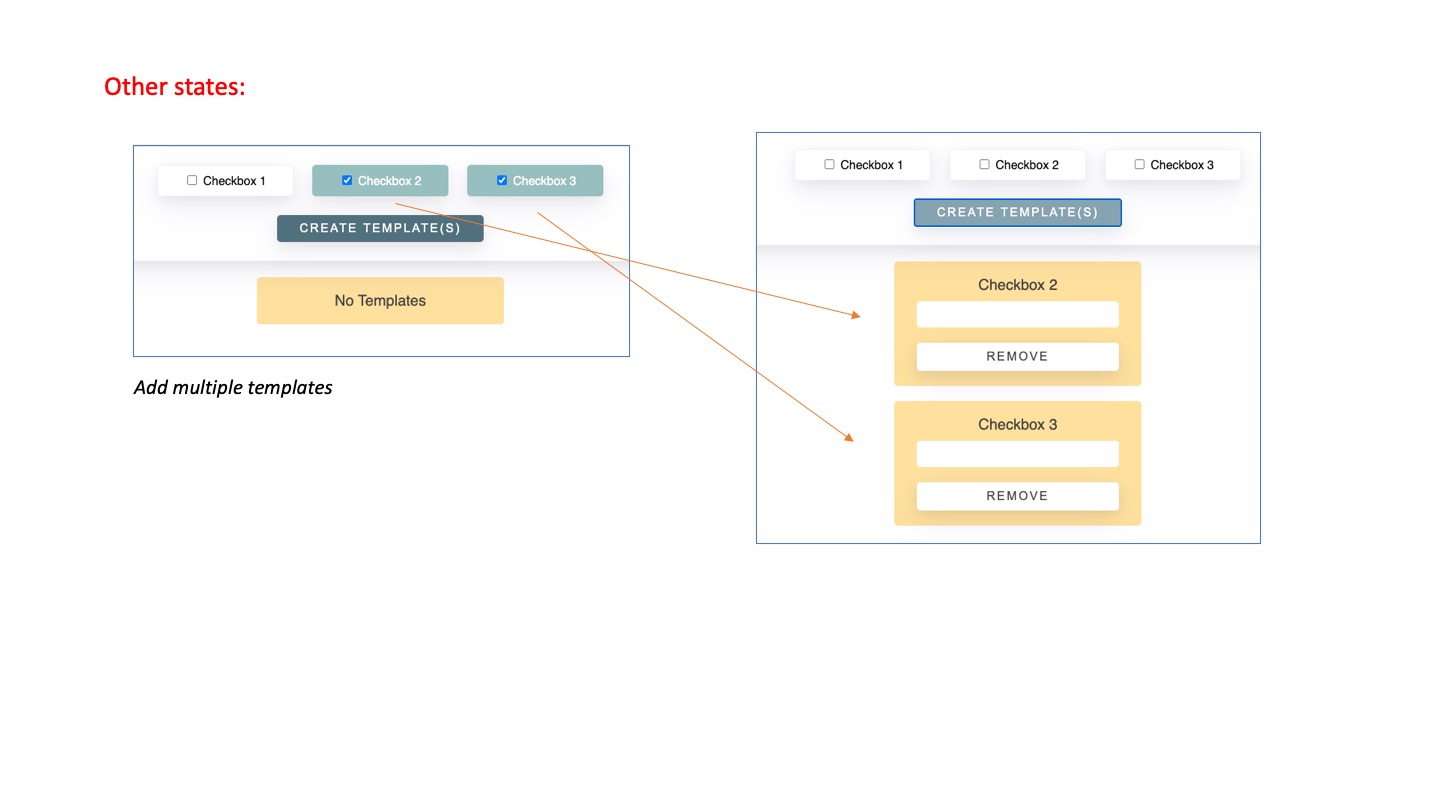 Other states:
Checkbox 1
Checkbox 2
Checkbox 3
CREATE TEMPLATE(S)
No Templates
Add multiple templates
Checkbox 1
Checkbox 2
Checkbox 3
CREATE TEMPLATE(S)
Checkbox 2
REMOVE
Checkbox 3
REMOVE